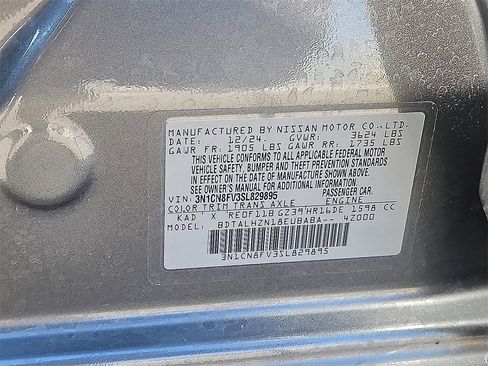 MANUFACTURED BY NISSAN MOTOR CO., LTD.
DATE: 12/24 GVWR: 3624 LBS
GAWR FR: 1905 LBS GAWR RR: 1735 LBS
THIS VEHICLE CONFORMS TO ALL APPLICABLE FEDERAL MOTOR
VEHICLE SAFETY, BUMPER AND THEFT PREVENTION STANDARDS
IN EFFECT ON THE DATE OF MANUFACTURE SHOWN ABOVE.
SEE OWNER'S MANUAL FOR ADDITIONAL INFORMATION
PASSENGER CAR
VIN: 3N1CN8FV3SL829895
COLOR TRIM TRANS AXLE ENGINE
KAD X RE0F11B GZ39 HR16DE 1598 CC
MODEL: BDTALHZN18EUBABA-- 4Z000
3N1CN8FV3SL829895